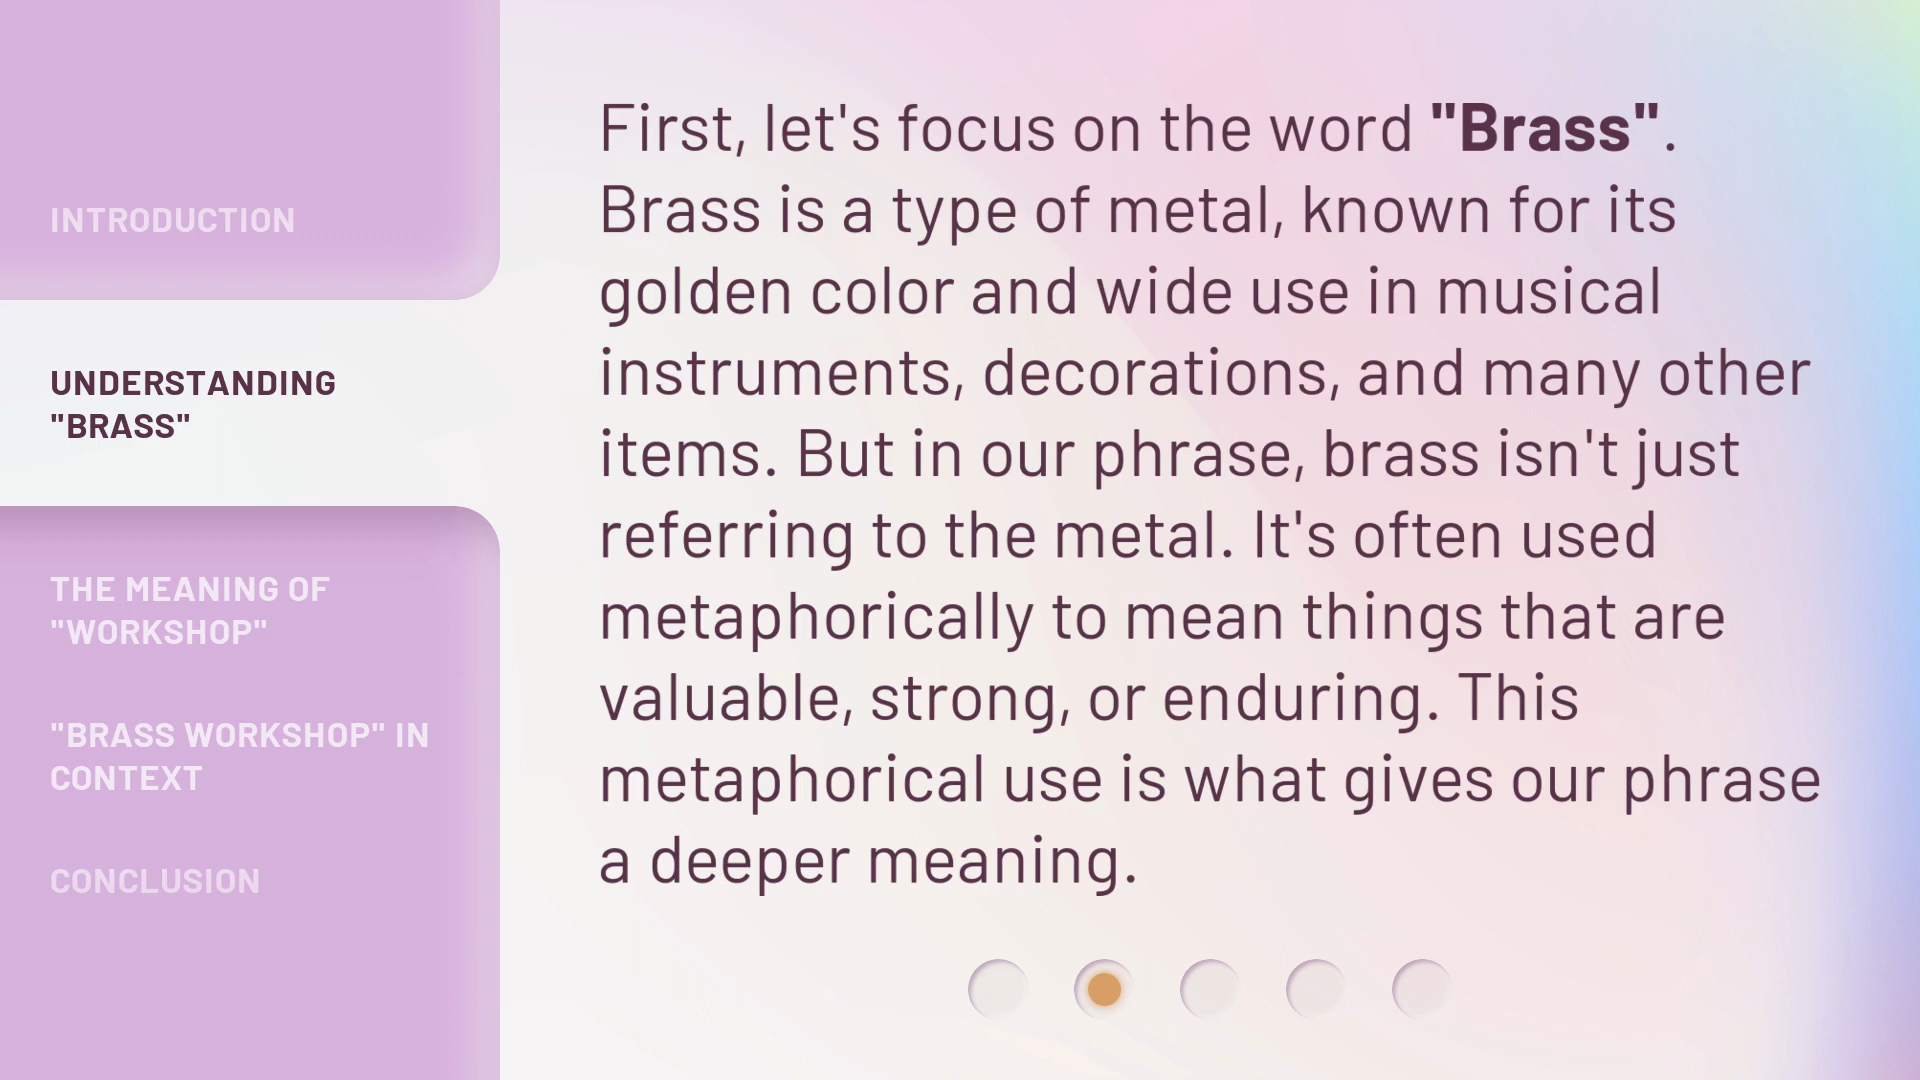 INTRODUCTION
UNDERSTANDING
"BRASS"
THE MEANING OF
"WORKSHOP"
"BRASS WORKSHOP" IN
CONTEXT
CONCLUSION
First, let's focus on the word "Brass".
Brass is a type of metal, known for its
golden color and wide use in musical
instruments, decorations, and many other
items. But in our phrase, brass isn't just
referring to the metal. It's often used
metaphorically to mean things that are
valuable, strong, or enduring. This
metaphorical use is what gives our phrase
a deeper meaning.